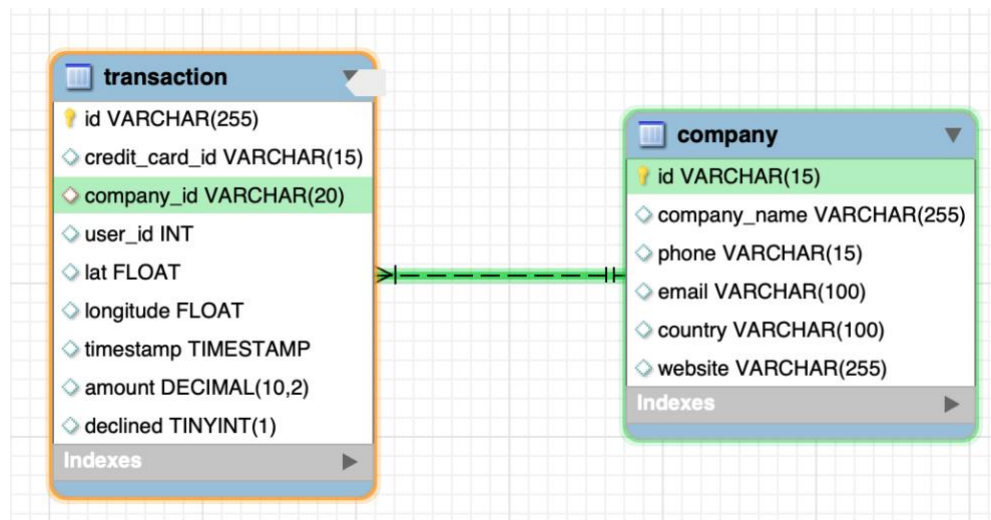 transaction
id VARCHAR(255)
credit_card_id VARCHAR(15)
company_id VARCHAR(20)
user_id INT
lat FLOAT
longitude FLOAT
timestamp TIMESTAMP
amount DECIMAL(10,2)
declined TINYINT(1)
Indexes
company
id VARCHAR(15)
company_name VARCHAR(255)
phone VARCHAR(15)
email VARCHAR(100)
country VARCHAR(100)
website VARCHAR(255)
Indexes